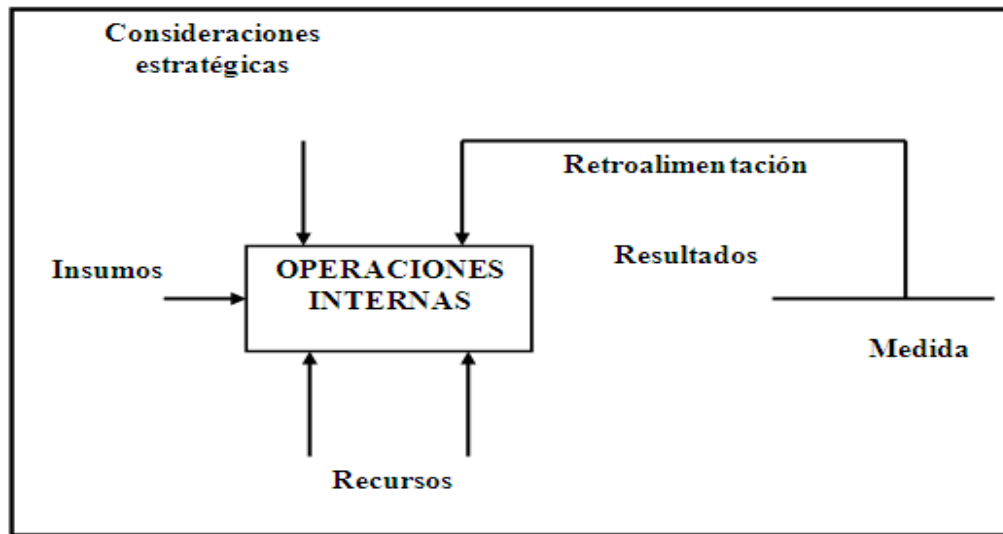 Consideraciones
estratégicas
Retroalimentación
Resultados
Insumos
OPERACIONES
INTERNAS
Medida
Recursos